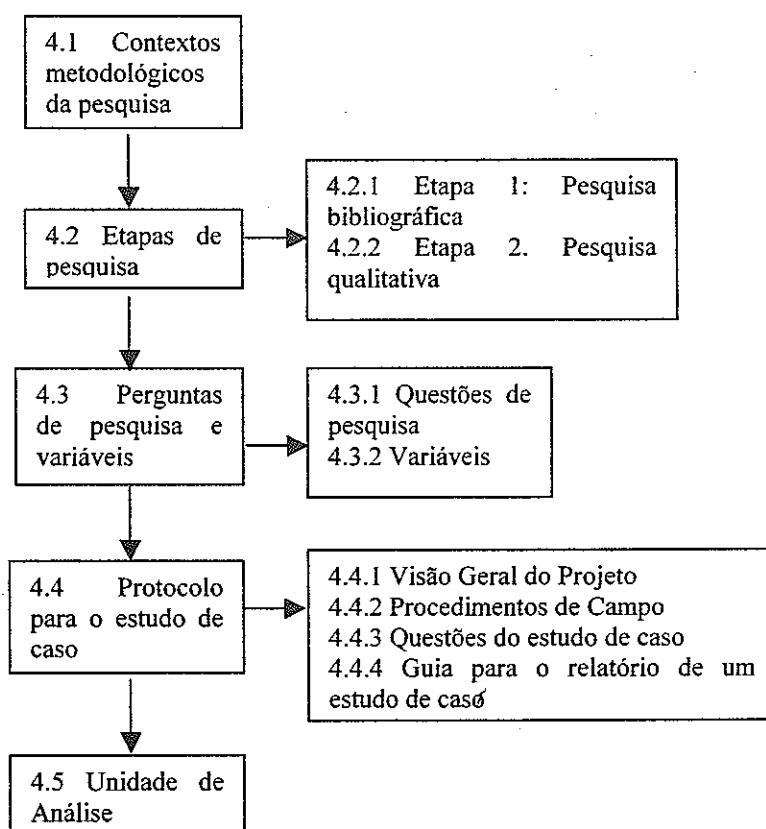 4.1 Contextos
metodológicos
da pesquisa
4.2 Etapas de
pesquisa
4.2.1 Etapa 1: Pesquisa
bibliográfica
4.2.2 Etapa 2. Pesquisa
qualitativa
4.3 Perguntas
de pesquisa e
variáveis
4.3.1 Questões de
pesquisa
4.3.2 Variáveis
4.4 Protocolo
para o estudo de
caso
4.4.1 Visão Geral do Projeto
4.4.2 Procedimentos de Campo
4.4.3 Questões do estudo de caso
4.4.4 Guia para o relatório de um
estudo de caso
4.5 Unidade de
Análise